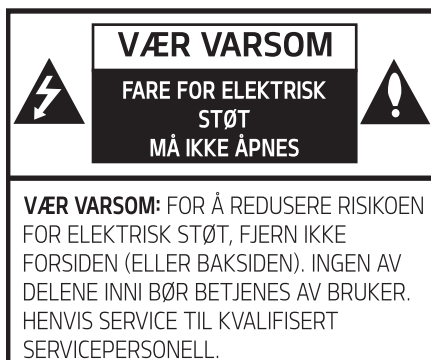 VÆR VARSOM
FARE FOR ELEKTRISK
STØT
MÅ IKKE ÅPNES
VÆR VARSOM: FOR Å REDUSERE RISIKOEN
FOR ELEKTRISK STØT, FJERN IKKE
FORSIDEN (ELLER BAKSIDEN). INGEN AV
DELENE INNI BØR BETJENES AV BRUKER.
HENVIS SERVICE TIL KVALIFISERT
SERVICEPERSONELL.